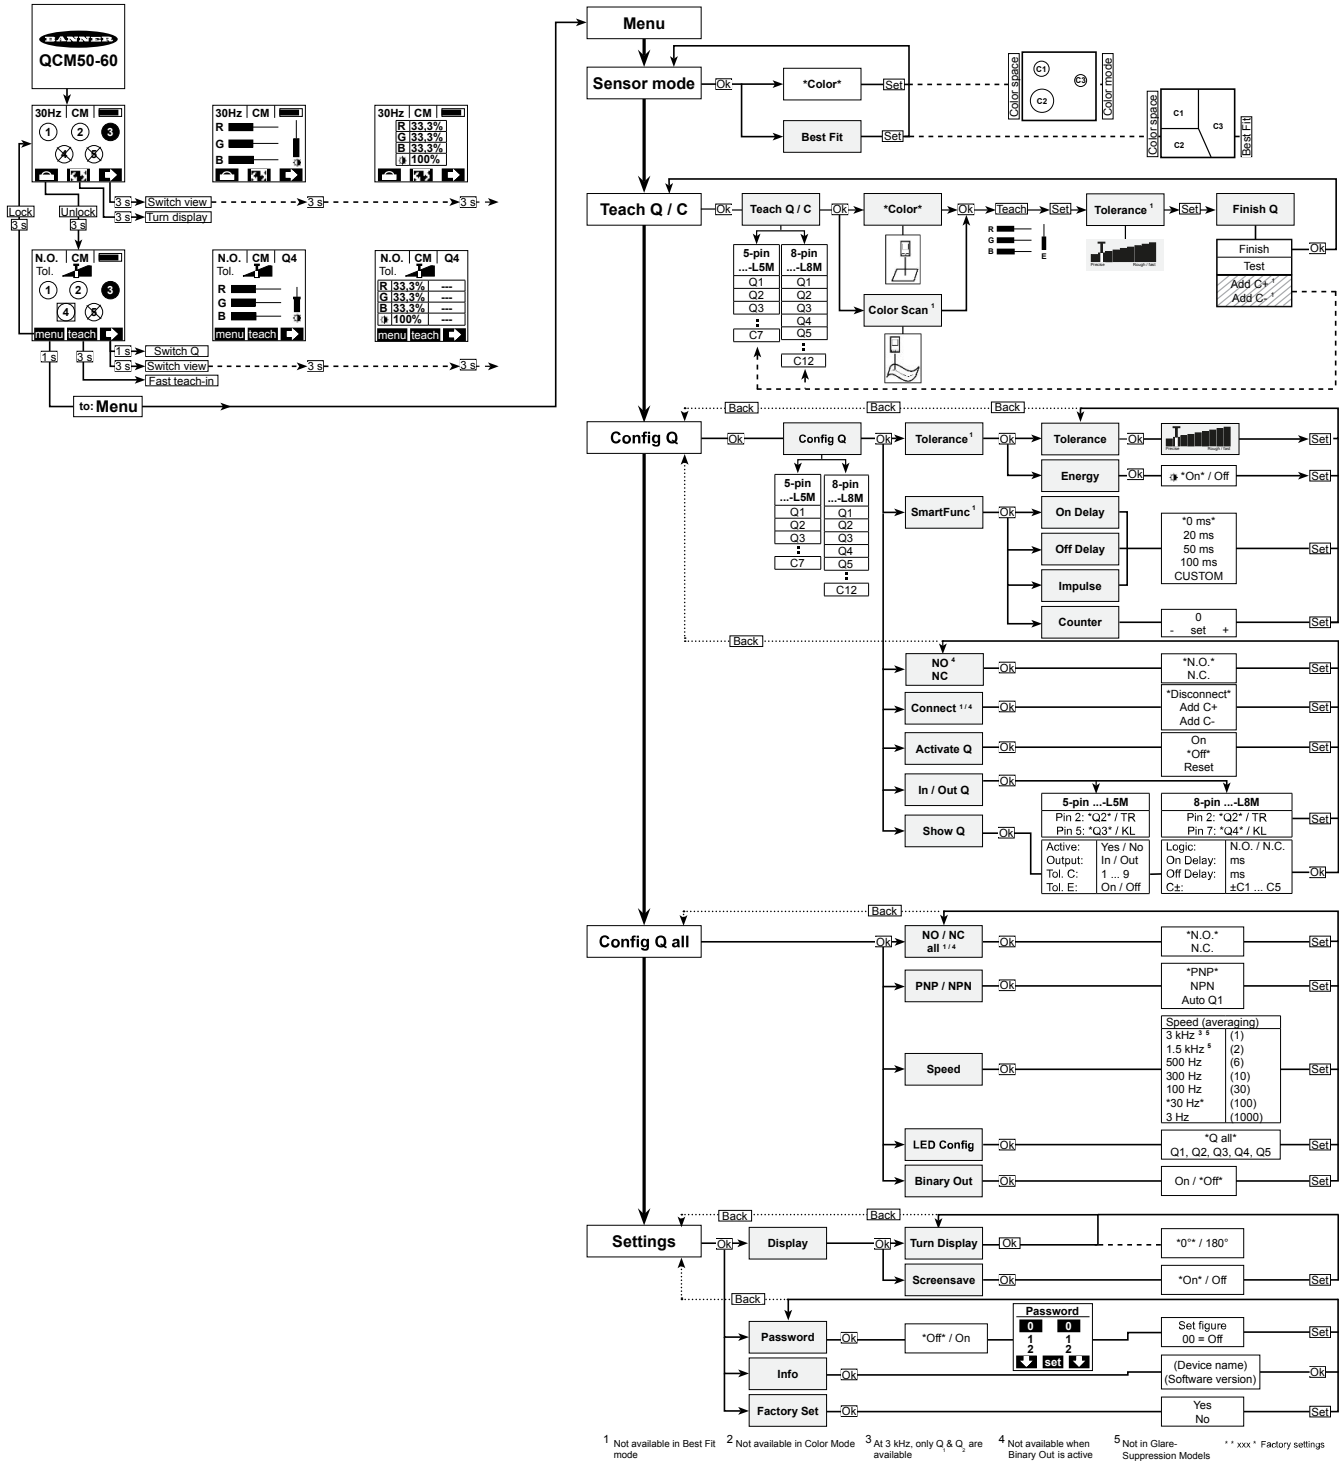 BANNER
QCM50-60
30Hz CM
1 2 3
4 5
30Hz CM
R
G
B
30Hz CM
R 33,3%
G 33,3%
B 33,3%
100%
3 s Switch view 3 s 3 s
3 s Turn display
Lock
3 s
Unlock
3 s
N.O. CM
Tol.
1 2 3
4 5
menu teach
N.O. CM Q4
Tol.
R
G
B
menu teach
N.O. CM Q4
Tol.
R 33,3% ---
G 33,3% ---
B 33,3% ---
100% ---
menu teach
1 s
3 s
1 s Switch Q
3 s Switch view 3 s 3 s
Fast teach-in
to: Menu
Menu
Sensor mode
Ok
*Color*
Set
Color space
C1
C2
C3
Color mode
Best Fit
Set
Color space
C1
C2
C3
Best Fit
Teach Q / C
Ok
Teach Q / C
Ok
*Color*
Ok
Teach
R
G
B
E
Set
Tolerance 1
Precise Rough / fast
Set
Finish Q
Finish
Ok
Test
Add C+ 1
Add C- 1
Color Scan 1
5-pin
...-L5M
Q1
Q2
Q3
C7
8-pin
...-L8M
Q1
Q2
Q3
Q4
Q5
C12
Back
Back
Back
Config Q
Ok
Config Q
Ok
5-pin
...-L5M
Q1
Q2
Q3
C7
8-pin
...-L8M
Q1
Q2
Q3
Q4
Q5
C12
Tolerance 1
Ok
Tolerance
Ok
Precise Rough / fast
Set
Energy
Ok
*On* / Off
Set
SmartFunc 1
Ok
On Delay
Off Delay
Impulse
*0 ms*
20 ms
50 ms
100 ms
CUSTOM
Set
Counter
0
- set +
Set
Back
NO 4
NC
Ok
*N.O.*
N.C.
Set
Connect 1 / 4
Ok
*Disconnect*
Add C+
Add C-
Set
Activate Q
Ok
On
*Off*
Reset
Set
In / Out Q
Ok
5-pin ...-L5M
Pin 2: *Q2* / TR
Pin 5: *Q3* / KL
8-pin ...-L8M
Pin 2: *Q2* / TR
Pin 7: *Q4* / KL
Set
Show Q
Ok
Active: Yes / No
Output: In / Out
Tol. C: 1 ... 9
Tol. E: On / Off
Logic: N.O. / N.C.
On Delay: ms
Off Delay: ms
C±: ±C1 ... C5
Ok
Back
Config Q all
Ok
NO / NC
all 1 / 4
Ok
*N.O.*
N.C.
Set
PNP / NPN
Ok
*PNP*
NPN
Auto Q1
Set
Speed
Ok
Speed (averaging)
3 kHz 3 5 (1)
1.5 kHz 5 (2)
500 Hz (6)
300 Hz (10)
100 Hz (30)
*30 Hz* (100)
3 Hz (1000)
Set
LED Config
Ok
*Q all*
Q1, Q2, Q3, Q4, Q5
Set
Binary Out
Ok
On / *Off*
Set
Back
Back
Settings
Ok
Display
Ok
Turn Display
Ok
*0°* / 180°
Screensave
Ok
*On* / Off
Set
Back
Password
Ok
*Off* / On
Password
0 0
1 1
2 2
set
Set figure
00 = Off
Set
Info
Ok
(Device name)
(Software version)
Ok
Factory Set
Ok
Yes
No
Set
1 Not available in Best Fit
mode
2 Not available in Color Mode
3 At 3 kHz, only Q1 & Q2 are
available
4 Not available when
Binary Out is active
5 Not in Glare-
Suppression Models
* * xxx * Factory settings